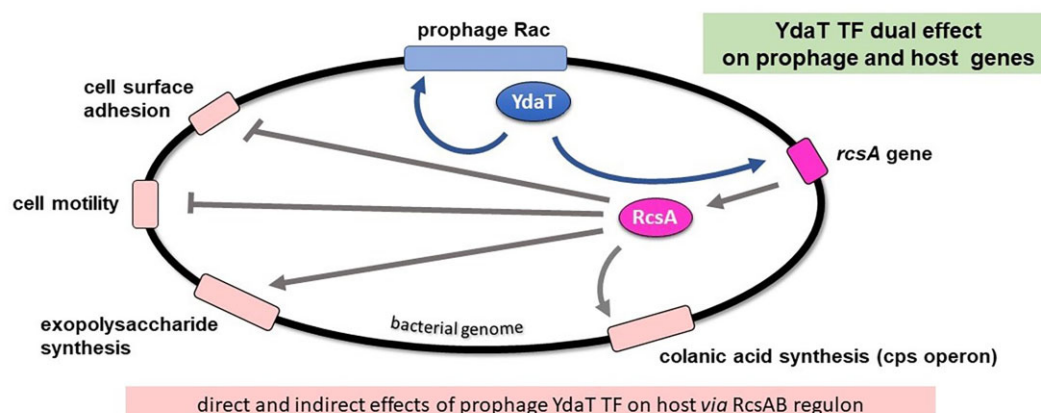 prophage Rac
YdaT TF dual effect
on prophage and host genes
cell surface
adhesion
YdaT
rcsA gene
cell motility
RcsA
exopolysaccharide
synthesis
bacterial genome
colanic acid synthesis (cps operon)
direct and indirect effects of prophage YdaT TF on host via RcsAB regulon